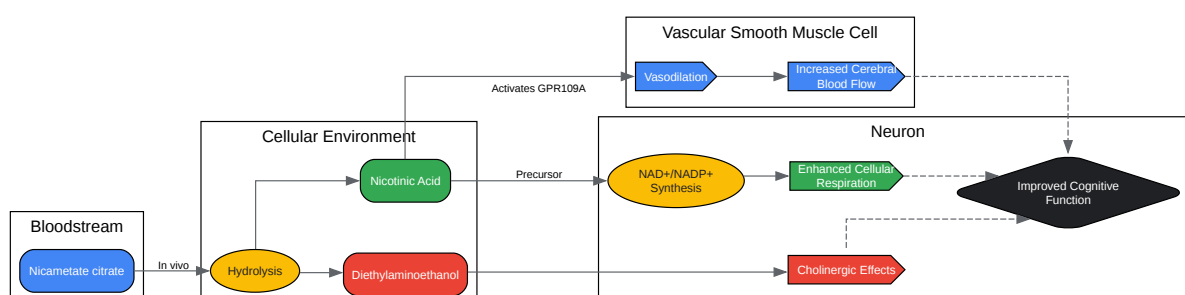 Vascular Smooth Muscle Cell
Vasodilation
Increased Cerebral
Blood Flow
Activates GPR109A
Cellular Environment
Neuron
Nicotinic Acid
Precursor
NAD+/NADP+
Synthesis
Enhanced Cellular
Respiration
Improved Cognitive
Function
Bloodstream
Nicametate citrate
In vivo
Hydrolysis
Diethylaminoethanol
Cholinergic Effects